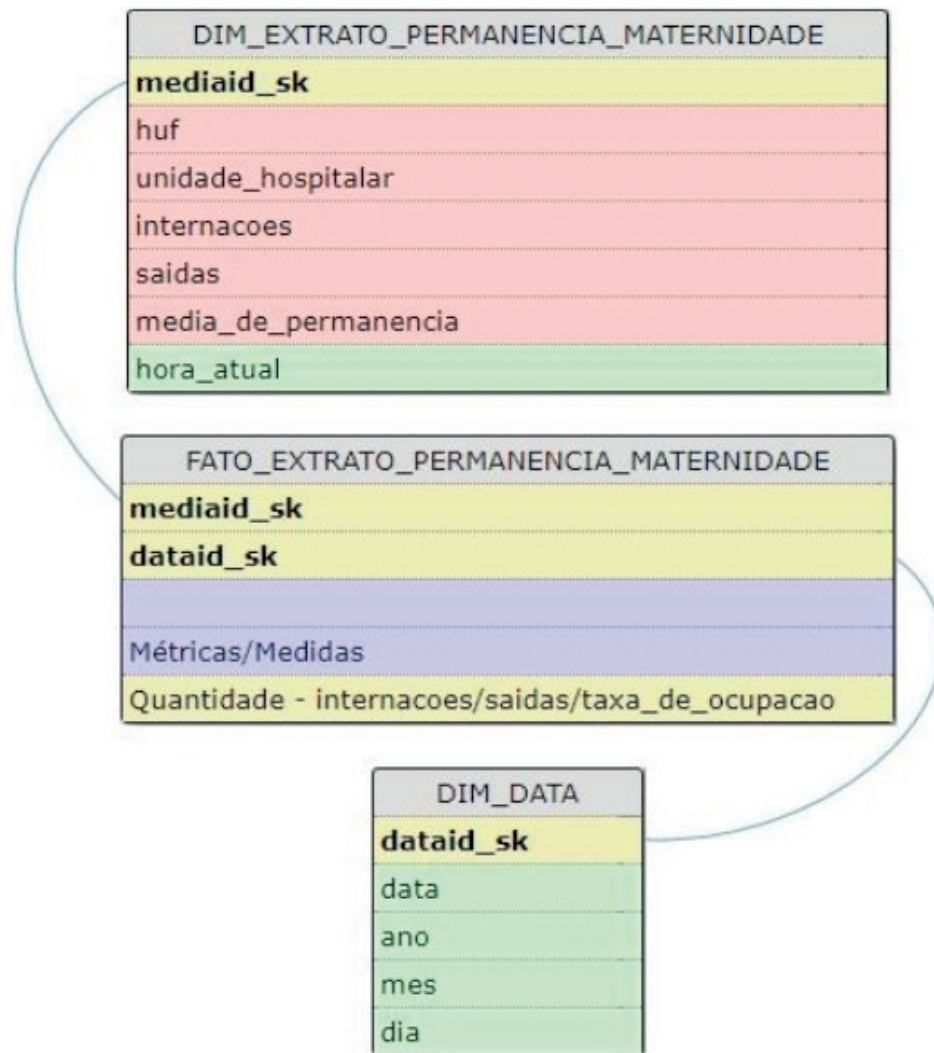 DIM_EXTRATO_PERMANENCIA_MATERNIDADE
mediaid_sk
huf
unidade_hospitalar
internacoes
saidas
media_de_permanencia
hora_atual
FATO_EXTRATO_PERMANENCIA_MATERNIDADE
mediaid_sk
dataid_sk
Métricas/Medidas
Quantidade - internacoes/saidas/taxa_de_ocupacao
DIM_DATA
dataid_sk
data
ano
mes
dia